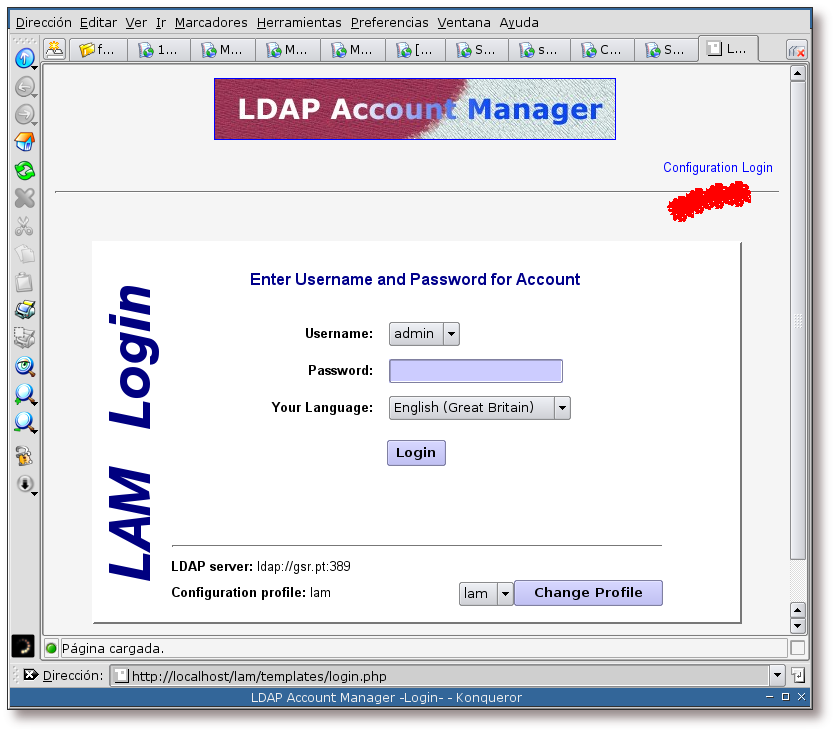 Dirección Editar Ver Ir Marcadores Herramientas Preferencias Ventana Ayuda
f... 1... M... M... M... [... S... s... C... S... L...
LDAP Account Manager
Configuration Login
LAM Login
Enter Username and Password for Account
Username: admin
Password:
Your Language: English (Great Britain)
Login
LDAP server: ldap://gsr.pt:389
Configuration profile: lam lam Change Profile
Página cargada.
Dirección: http://localhost/lam/templates/login.php
LDAP Account Manager -Login- - Konqueror